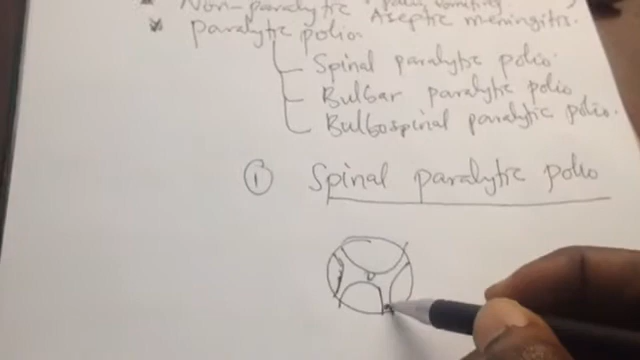 Non-paralytic
Aseptic meningitis.
paralytic polio.
Spinal paralytic polio.
Bulbar paralytic polio
Bulbospinal paralytic polio.
① Spinal paralytic polio